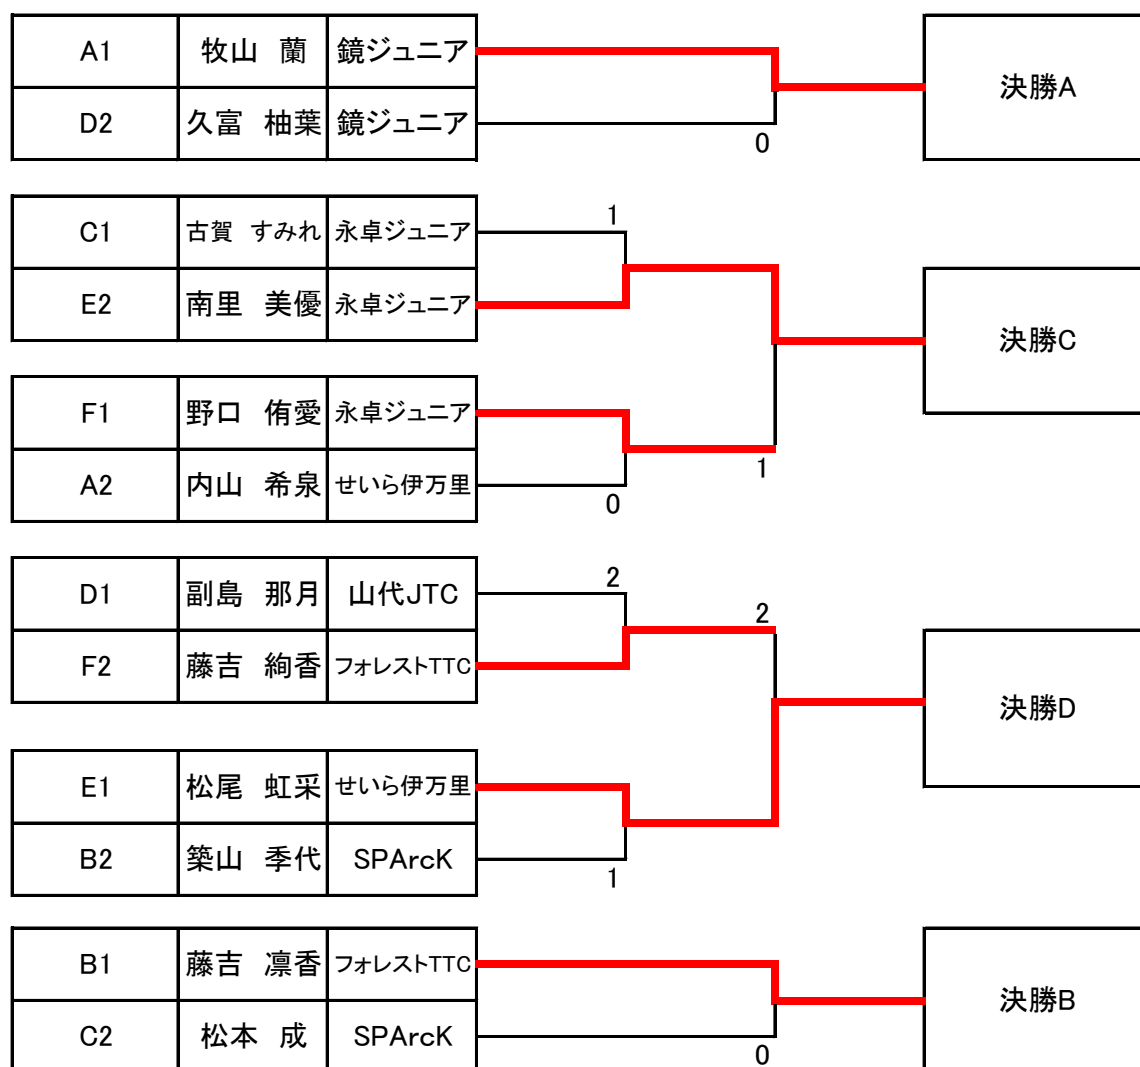 A1 牧山 蘭 鏡ジュニア
決勝A
D2 久富 柚葉 鏡ジュニア
0
C1 古賀 すみれ 永卓ジュニア
1
E2 南里 美優 永卓ジュニア
決勝C
F1 野口 侑愛 永卓ジュニア
1
A2 内山 希泉 せいら伊万里
0
D1 副島 那月 山代JTC
2
2
F2 藤吉 絢香 フォレストTTC
決勝D
E1 松尾 虹采 せいら伊万里
B2 築山 季代 SPArcK
1
B1 藤吉 凛香 フォレストTTC
決勝B
C2 松本 成 SPArcK
0